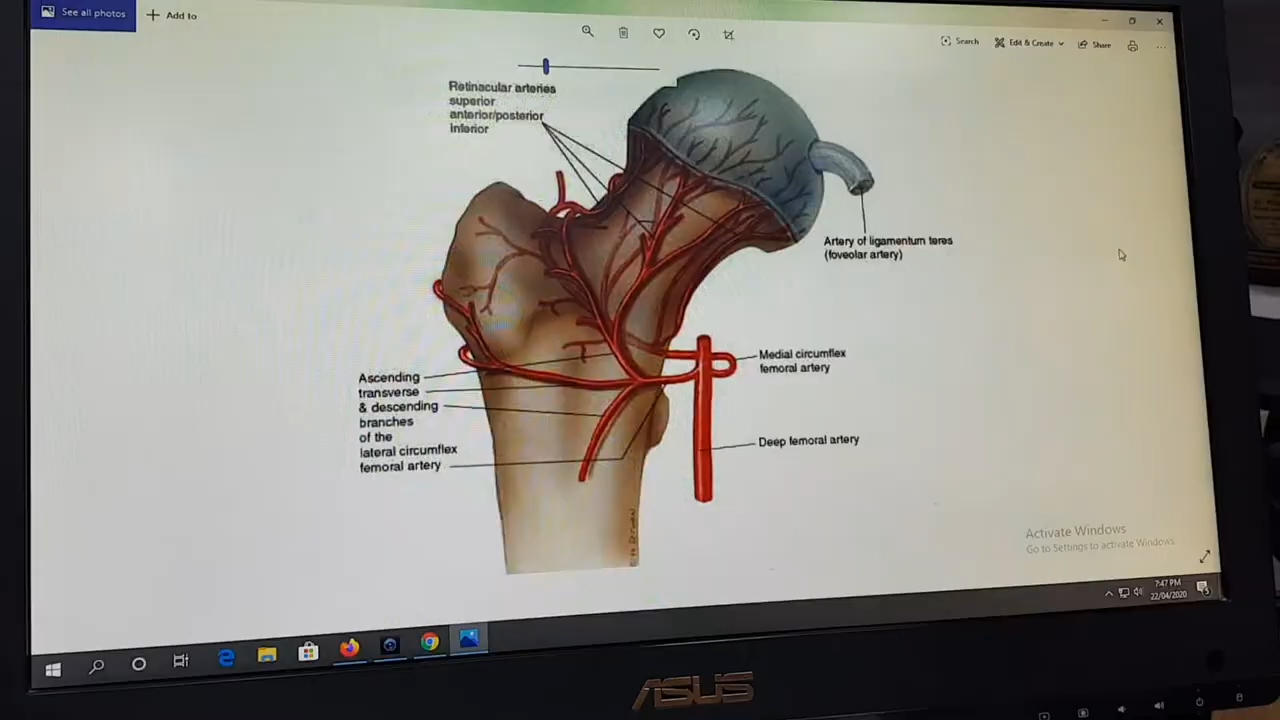 See all photos
Add to
Search
Edit & Create
Share
Retinacular arteries
superior
anterior/posterior
inferior
Artery of ligamentum teres
(foveolar artery)
Medial circumflex
femoral artery
Ascending
transverse
& descending
branches
of the
lateral circumflex
femoral artery
Deep femoral artery
Activate Windows
Go to Settings to activate Windows.
7:47 PM
22/04/2020
ASUS